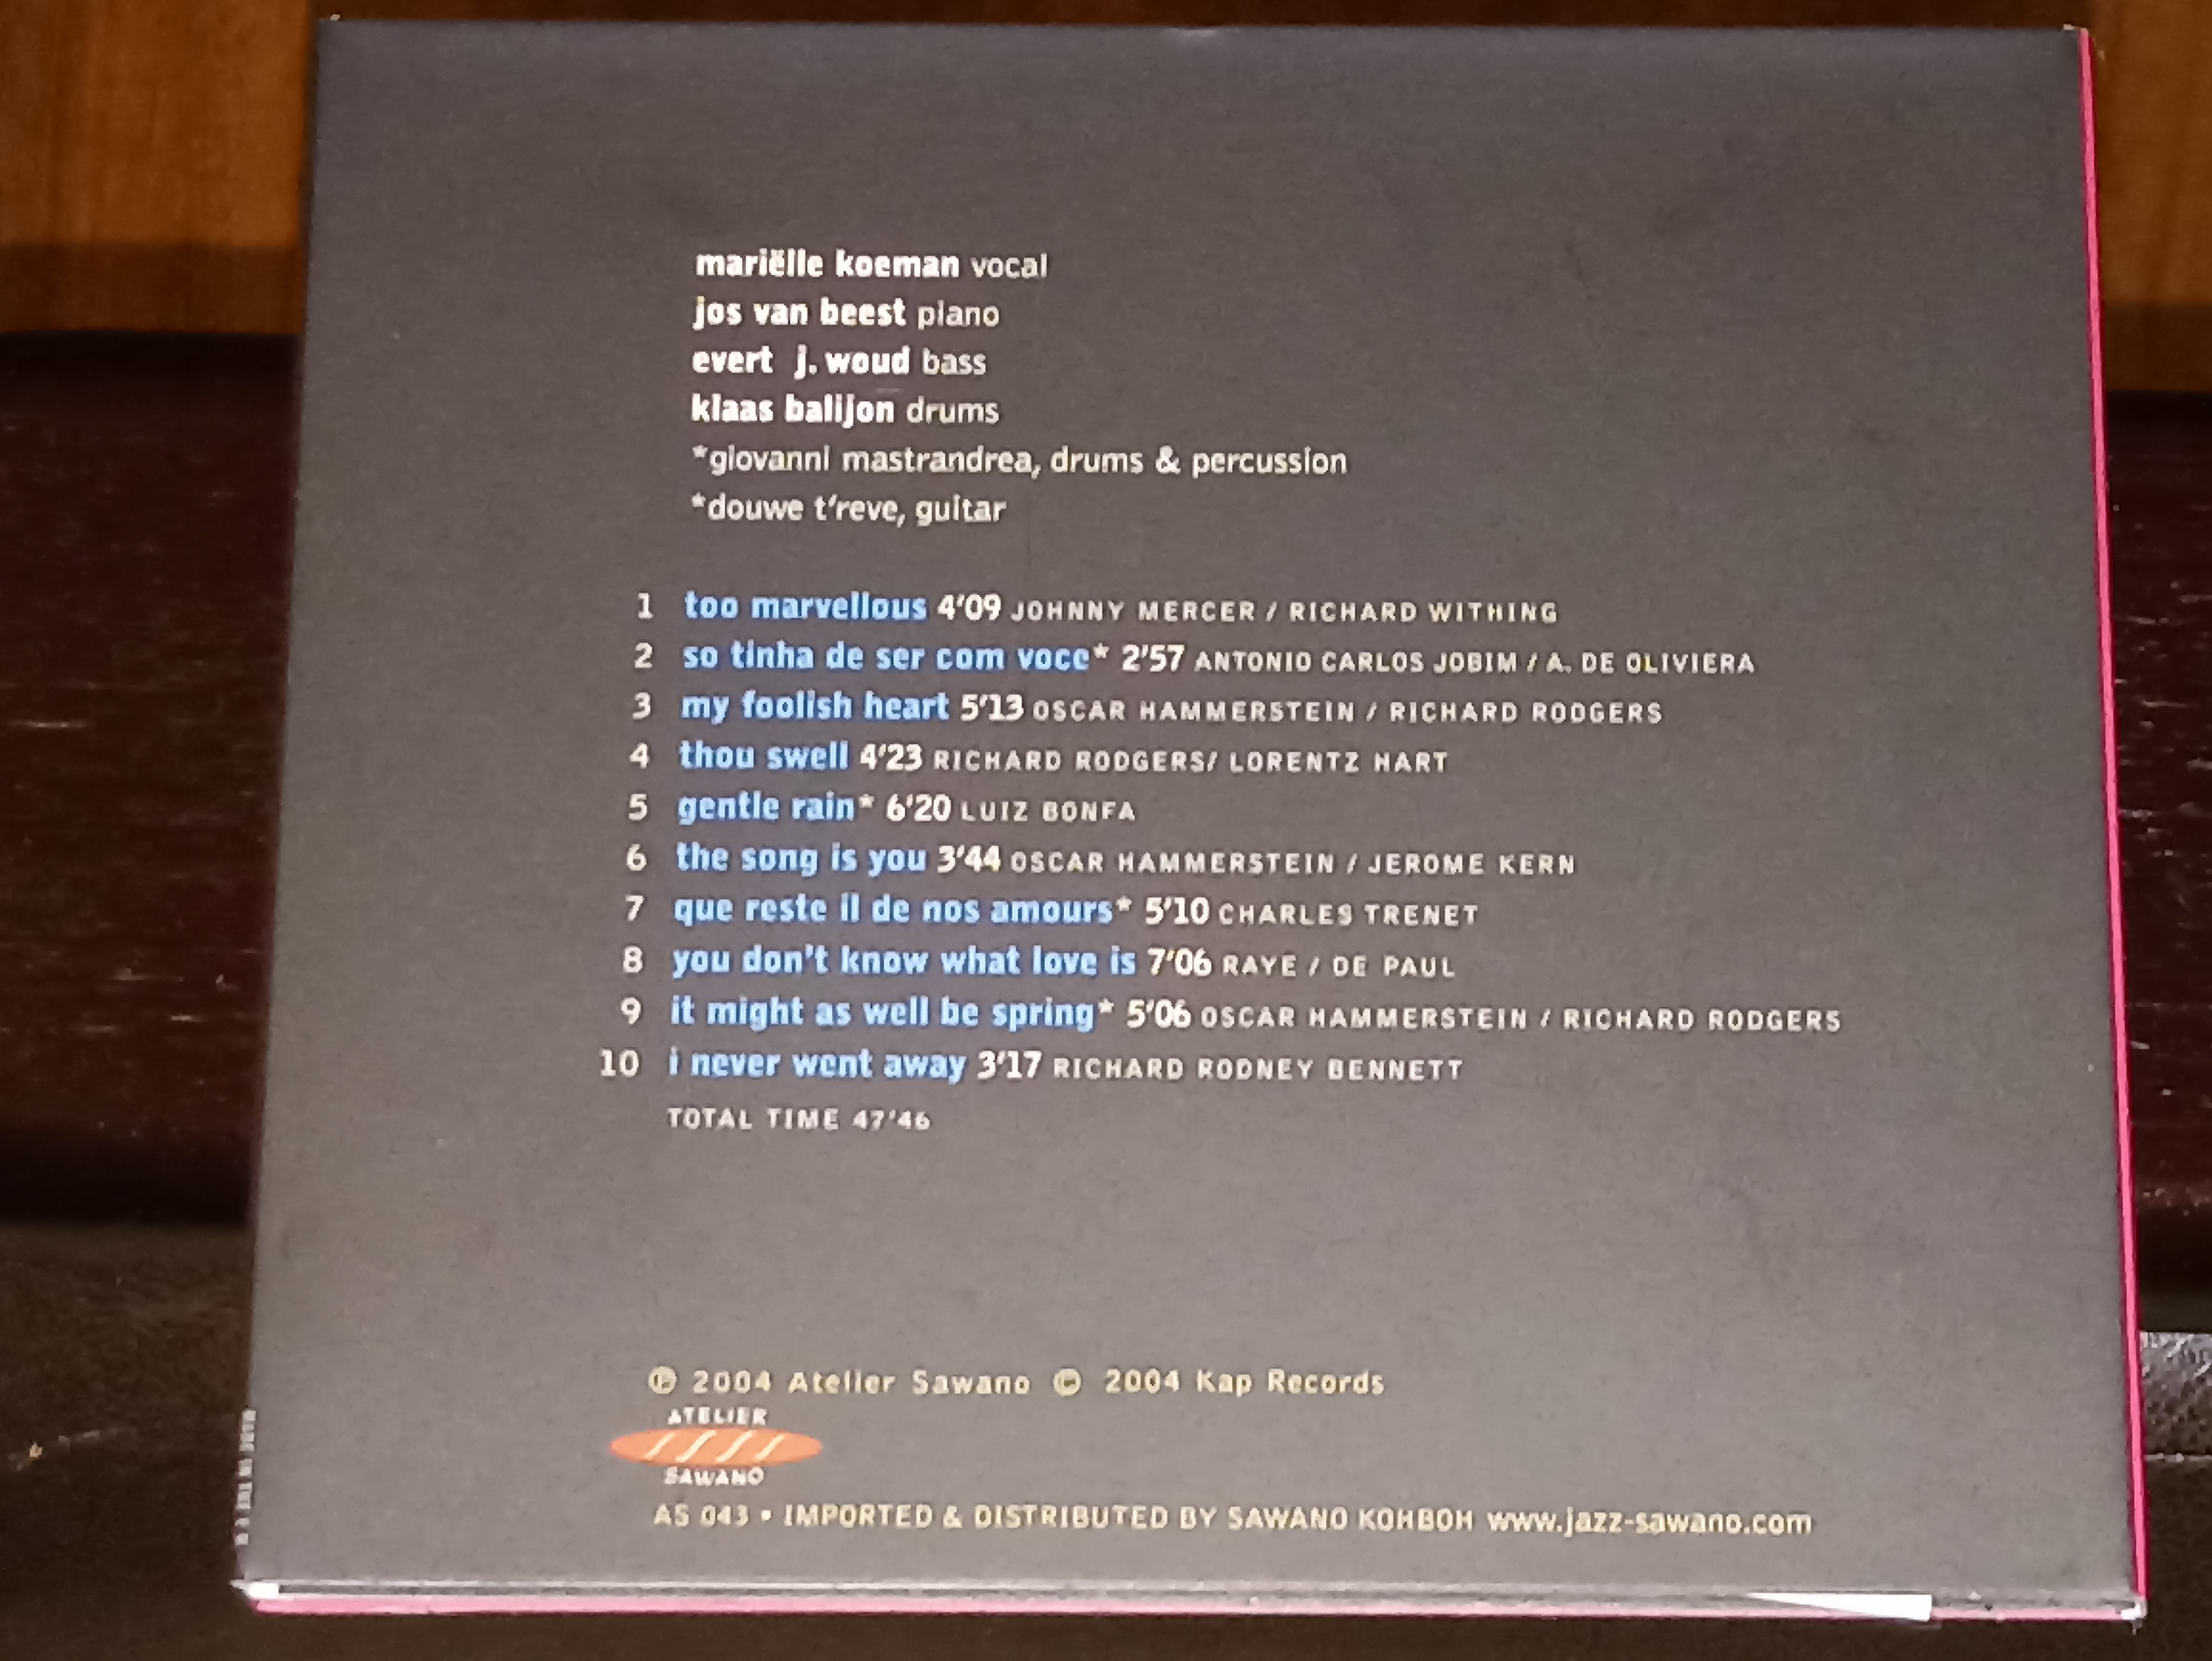 mariëlle koeman vocal
jos van beest piano
evert j. woud bass
klaas balijon drums
*giovanni mastrandrea, drums & percussion
*douwe t'reve, guitar
1 too marvellous 4'09 JOHNNY MERCER / RICHARD WITHING
2 so tinha de ser com voce* 2'57 ANTONIO CARLOS JOBIM / A. DE OLIVIERA
3 my foolish heart 5'13 OSCAR HAMMERSTEIN / RICHARD RODGERS
4 thou swell 4'23 RICHARD RODGERS/ LORENTZ HART
5 gentle rain* 6'20 LUIZ BONFA
6 the song is you 3'44 OSCAR HAMMERSTEIN / JEROME KERN
7 que reste il de nos amours* 5'10 CHARLES TRENET
8 you don't know what love is 7'06 RAYE / DE PAUL
9 it might as well be spring* 5'06 OSCAR HAMMERSTEIN / RICHARD RODGERS
10 i never went away 3'17 RICHARD RODNEY BENNETT
TOTAL TIME 47'46
℗ 2004 Atelier Sawano © 2004 Kap Records
ATELIER
SAWANO
AS 043 • IMPORTED & DISTRIBUTED BY SAWANO KOHBOH www.jazz-sawano.com